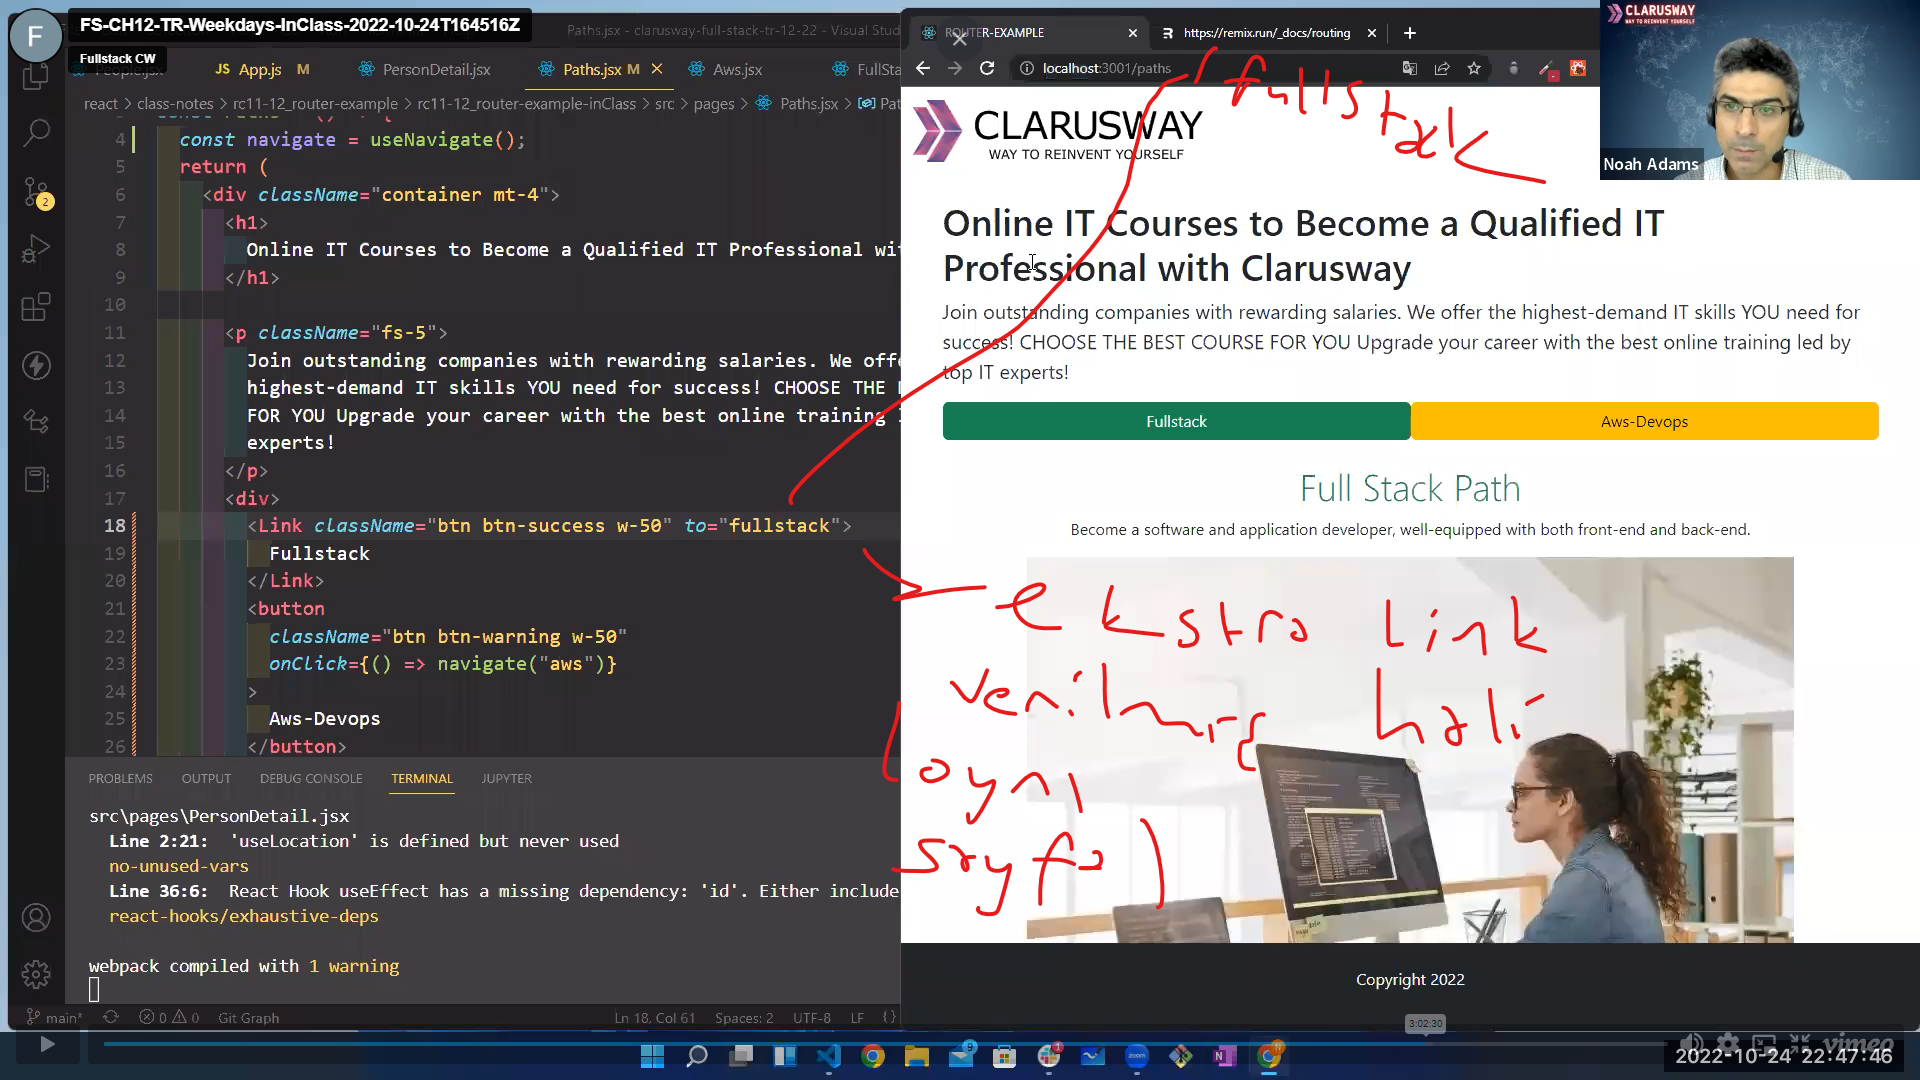 FS-CH12-TR-Weekdays-InClass-2022-10-24T164516Z
F
Fullstack CW
Paths.jsx - clarusway-full-stack-tr-12-22 - Visual Stud
App.js M
PersonDetail.jsx
Paths.jsx M
Aws.jsx
FullSta
react > class-notes > rc11-12_router-example > rc11-12_router-example-inClass > src > pages > Paths.jsx > Pat
4 const navigate = useNavigate();
5 return (
6 <div className="container mt-4">
7 <h1>
8 Online IT Courses to Become a Qualified IT Professional wit
9 </h1>
10
11 <p className="fs-5">
12 Join outstanding companies with rewarding salaries. We offe
13 highest-demand IT skills YOU need for success! CHOOSE THE
14 FOR YOU Upgrade your career with the best online training
15 experts!
16 </p>
17 <div>
18 <Link className="btn btn-success w-50" to="fullstack">
19 Fullstack
20 </Link>
21 <button
22 className="btn btn-warning w-50"
23 onClick={() => navigate("aws")}
24 >
25 Aws-Devops
26 </button>
2
PROBLEMS OUTPUT DEBUG CONSOLE TERMINAL JUPYTER
src\pages\PersonDetail.jsx
Line 2:21: 'useLocation' is defined but never used
no-unused-vars
Line 36:6: React Hook useEffect has a missing dependency: 'id'. Either include
react-hooks/exhaustive-deps
webpack compiled with 1 warning
main* 0 0 Git Graph
Ln 18, Col 61 Spaces: 2 UTF-8 LF {}
ROUTER-EXAMPLE
https://remix.run/_docs/routing
localhost:3001/paths
/fullstack
CLARUSWAY
WAY TO REINVENT YOURSELF
CLARUSWAY
WAY TO REINVENT YOURSELF
Noah Adams
Online IT Courses to Become a Qualified IT
Professional with Clarusway
Join outstanding companies with rewarding salaries. We offer the highest-demand IT skills YOU need for
success! CHOOSE THE BEST COURSE FOR YOU Upgrade your career with the best online training led by
top IT experts!
Fullstack
Aws-Devops
Full Stack Path
Become a software and application developer, well-equipped with both front-end and back-end.
ekstra link
verilmiş hali
(aynı
sayfa)
Copyright 2022
3:02:30
vimeo
2022-10-24 22:47:46